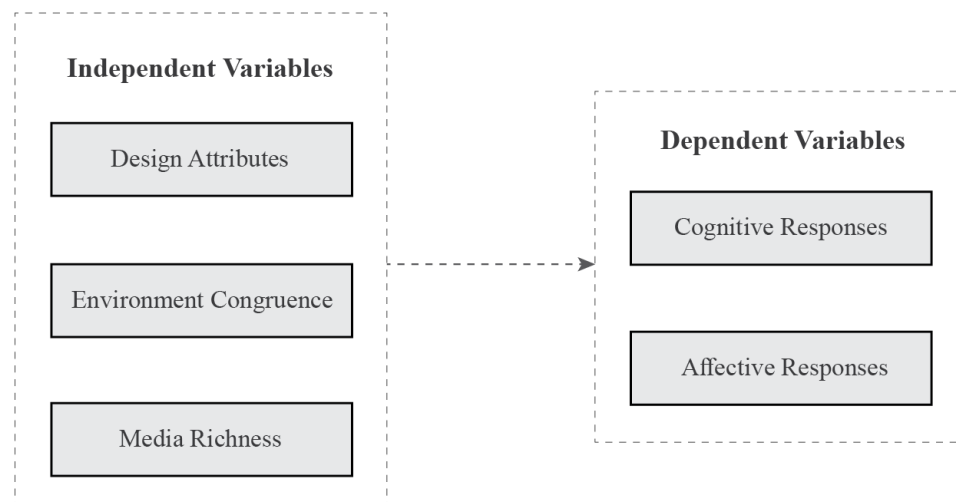 Independent Variables
Design Attributes
Environment Congruence
Media Richness
Dependent Variables
Cognitive Responses
Affective Responses